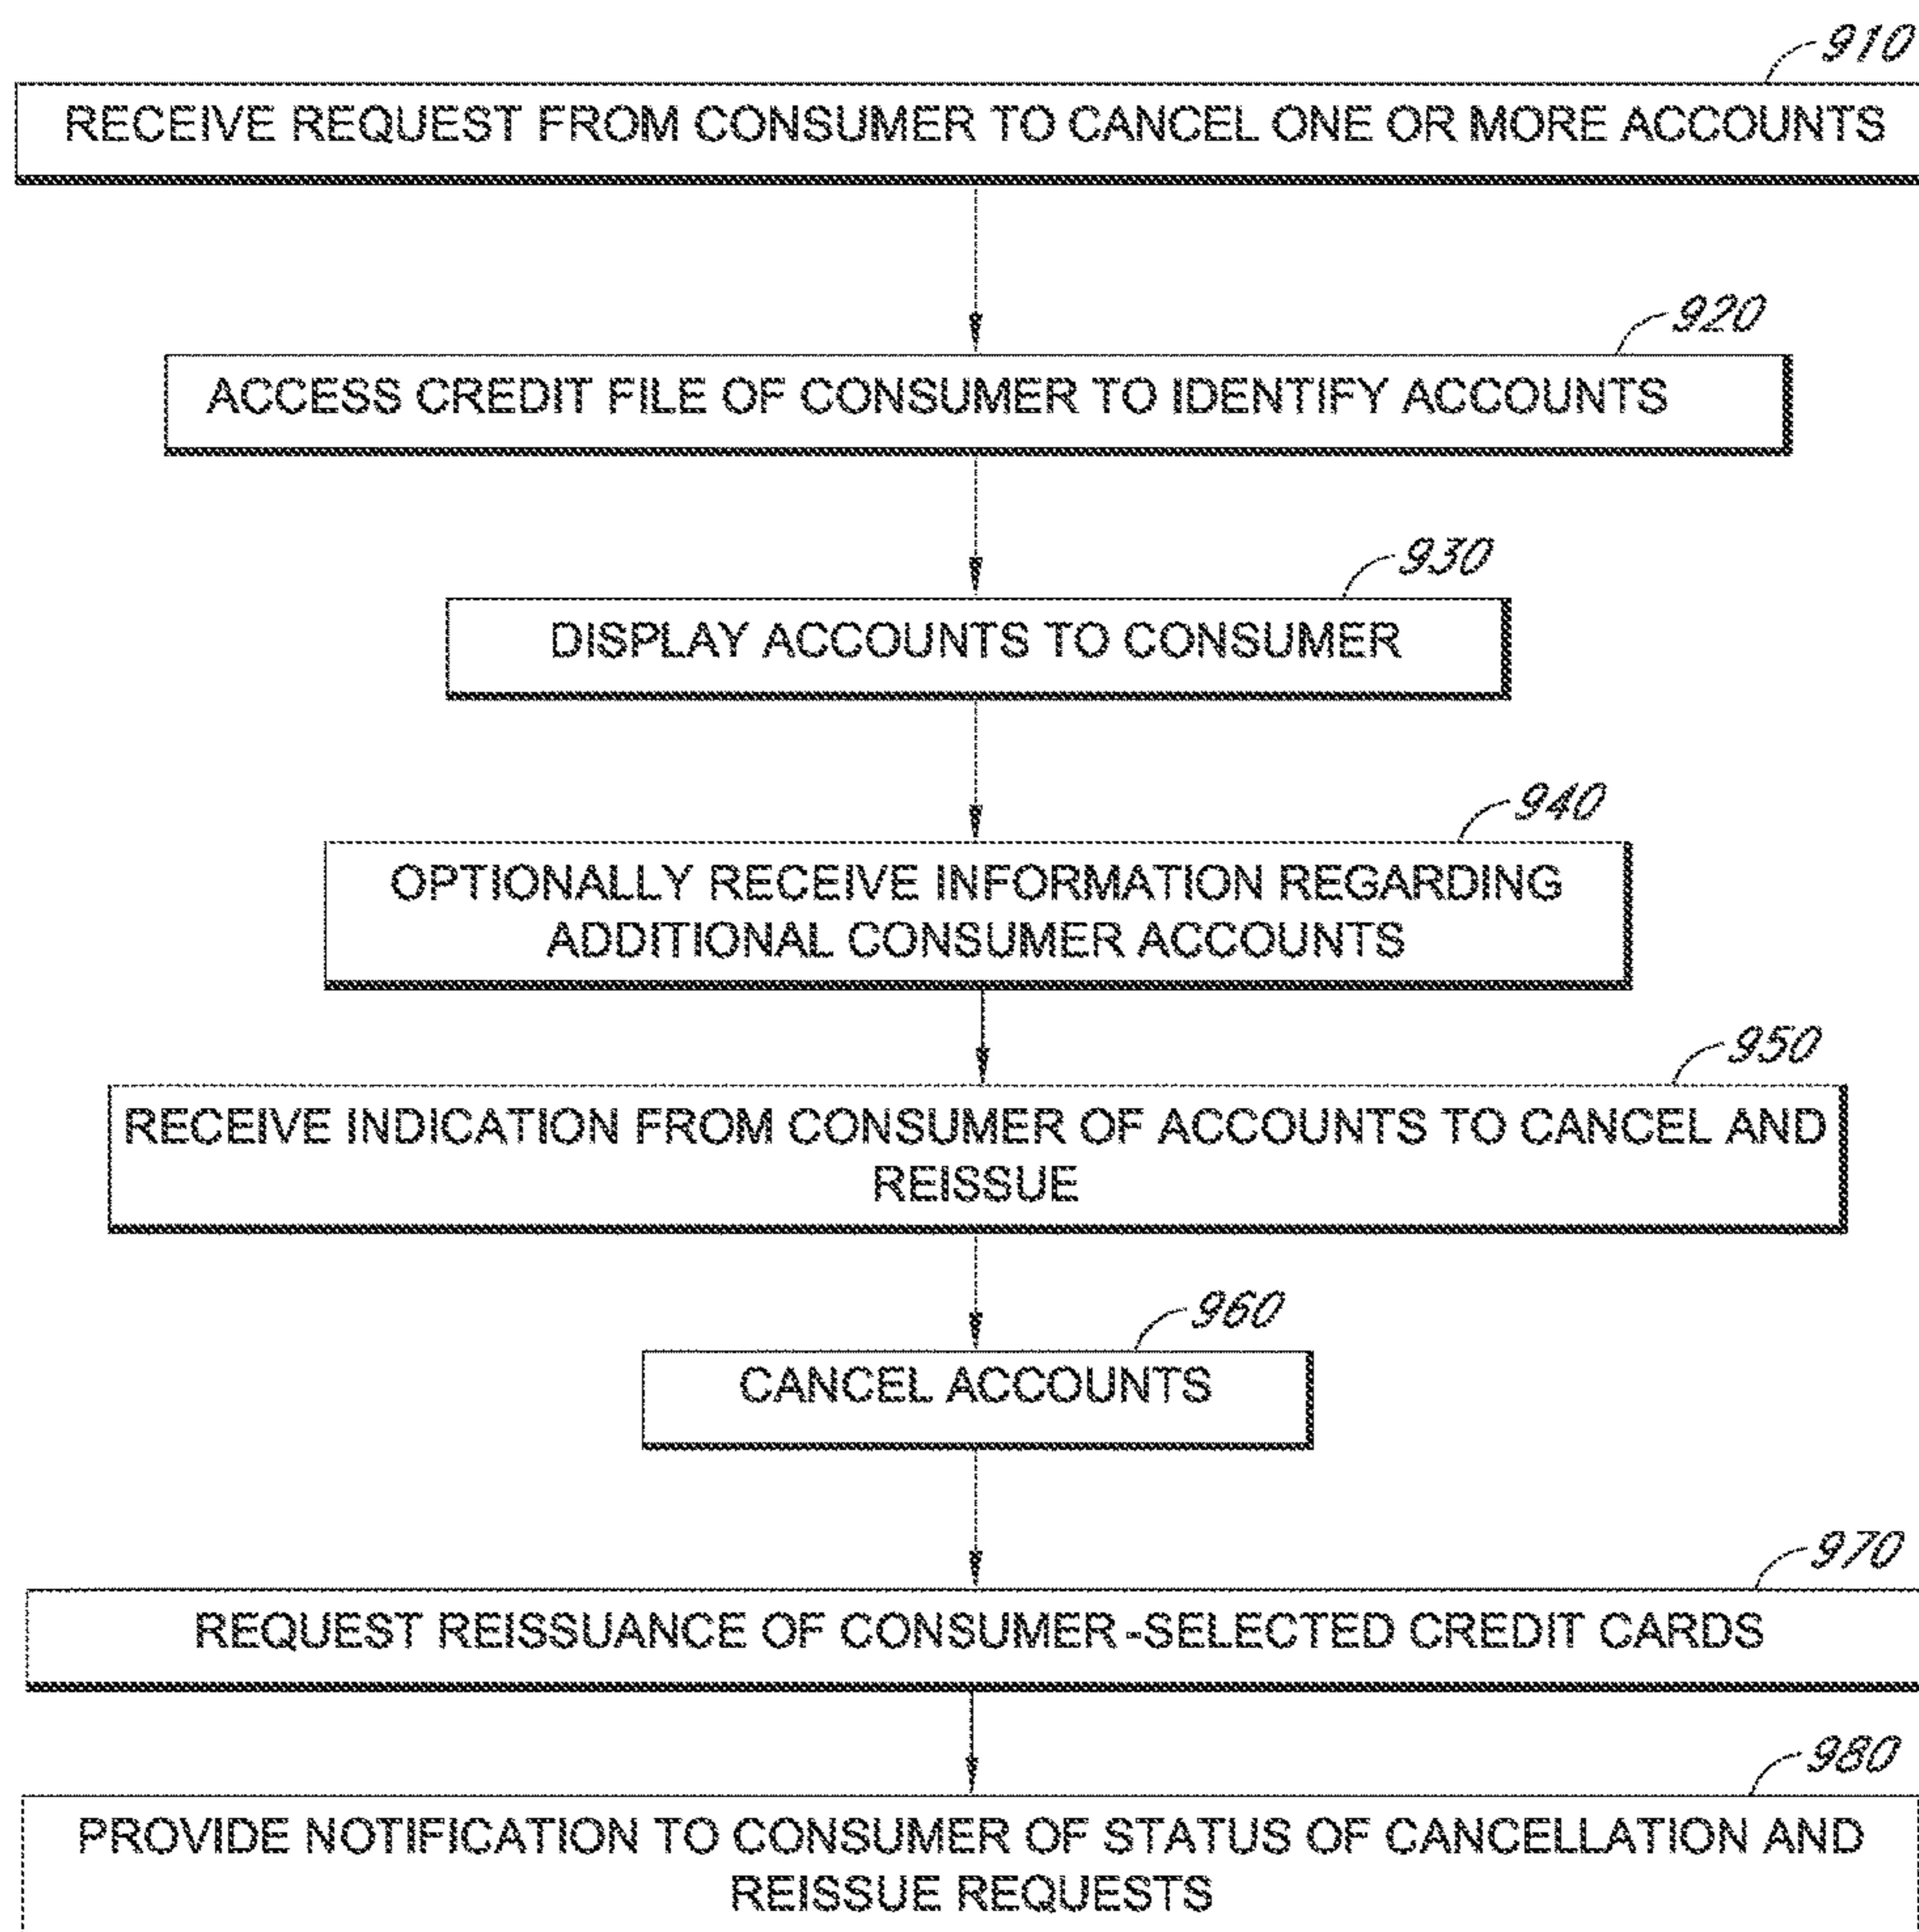 910
RECEIVE REQUEST FROM CONSUMER TO CANCEL ONE OR MORE ACCOUNTS
920
ACCESS CREDIT FILE OF CONSUMER TO IDENTIFY ACCOUNTS
930
DISPLAY ACCOUNTS TO CONSUMER
940
OPTIONALLY RECEIVE INFORMATION REGARDING
ADDITIONAL CONSUMER ACCOUNTS
950
RECEIVE INDICATION FROM CONSUMER OF ACCOUNTS TO CANCEL AND
REISSUE
960
CANCEL ACCOUNTS
970
REQUEST REISSUANCE OF CONSUMER-SELECTED CREDIT CARDS
980
PROVIDE NOTIFICATION TO CONSUMER OF STATUS OF CANCELLATION AND
REISSUE REQUESTS